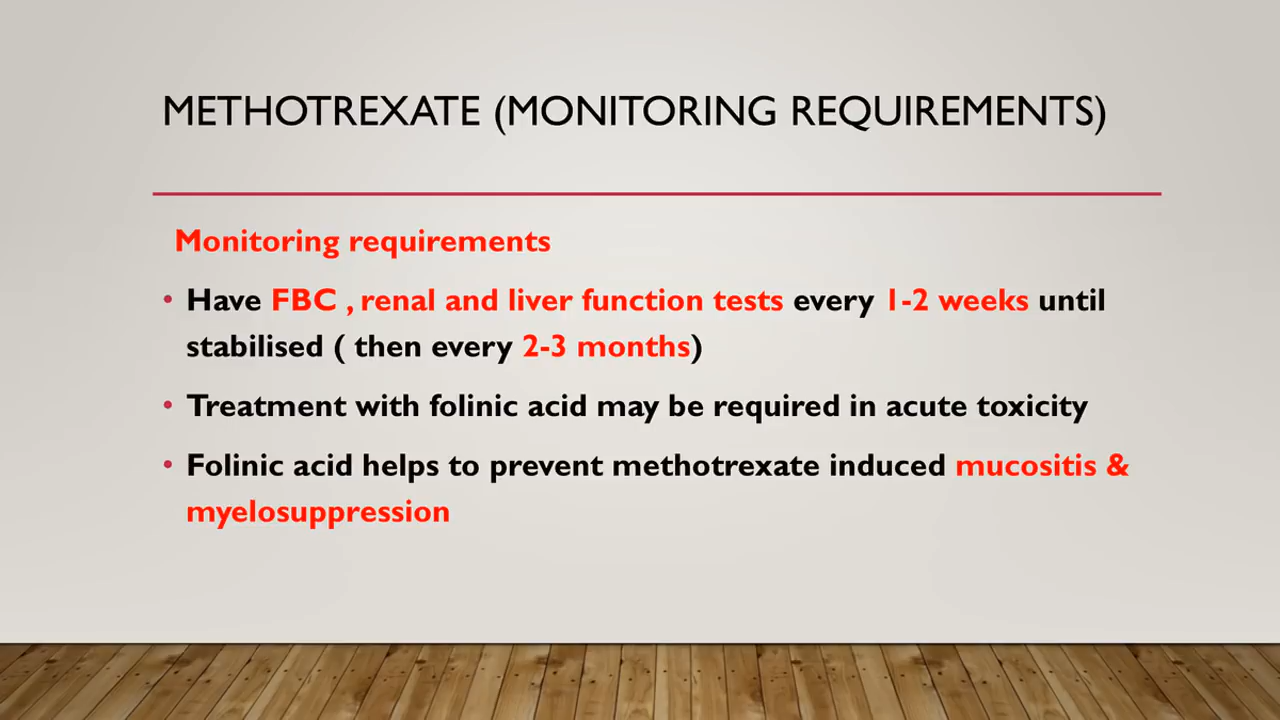 METHOTREXATE (MONITORING REQUIREMENTS)
Monitoring requirements
• Have FBC , renal and liver function tests every 1-2 weeks until
stabilised ( then every 2-3 months)
• Treatment with folinic acid may be required in acute toxicity
• Folinic acid helps to prevent methotrexate induced mucositis &
myelosuppression